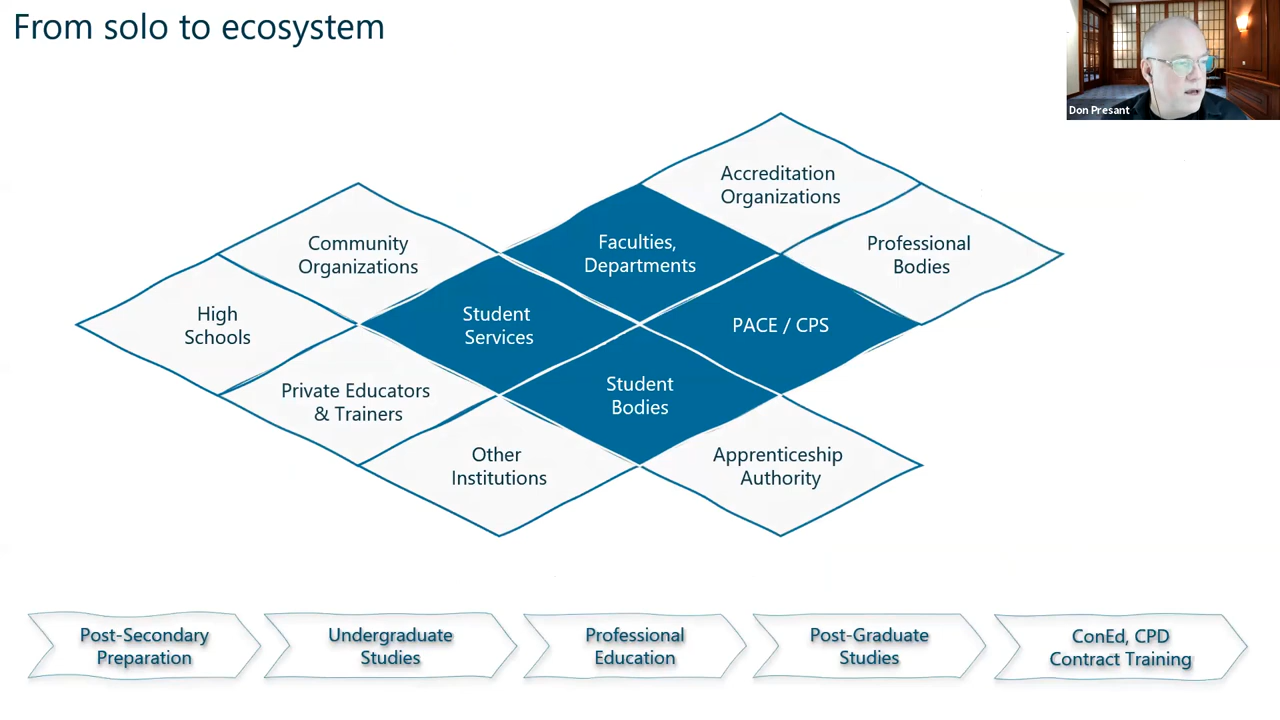 From solo to ecosystem
Don Presant
Accreditation
Organizations
Community
Organizations
Faculties,
Departments
Professional
Bodies
High
Schools
Student
Services
PACE / CPS
Private Educators
& Trainers
Student
Bodies
Other
Institutions
Apprenticeship
Authority
Post-Secondary
Preparation
Undergraduate
Studies
Professional
Education
Post-Graduate
Studies
ConEd, CPD
Contract Training